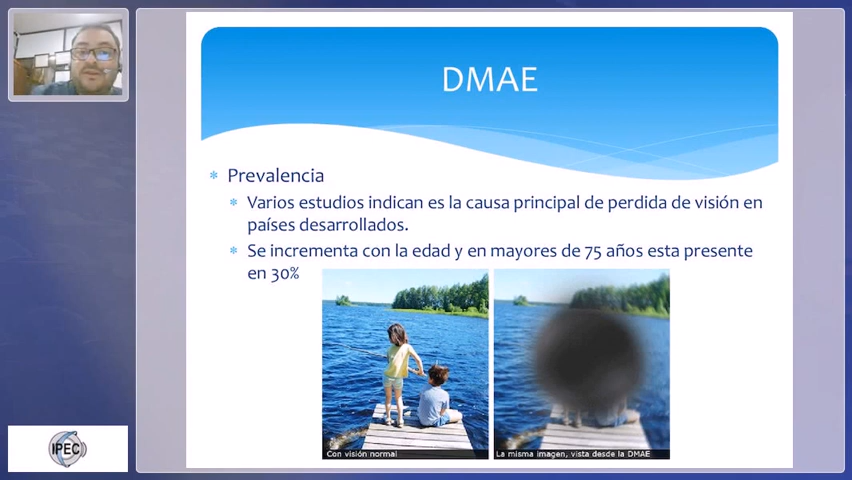 DMAE
Prevalencia
Varios estudios indican es la causa principal de perdida de visión en
países desarrollados.
Se incrementa con la edad y en mayores de 75 años esta presente
en 30%
Con visión normal
La misma imagen, vista desde la DMAE
IPEC